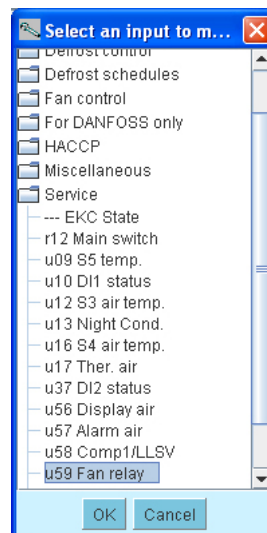 Select an input to m...
Defrost control
Defrost schedules
Fan control
For DANFOSS only
HACCP
Miscellaneous
Service
--- EKC State
r12 Main switch
u09 S5 temp.
u10 DI1 status
u12 S3 air temp.
u13 Night Cond.
u16 S4 air temp.
u17 Ther. air
u37 DI2 status
u56 Display air
u57 Alarm air
u58 Comp1/LLSV
u59 Fan relay
OK Cancel